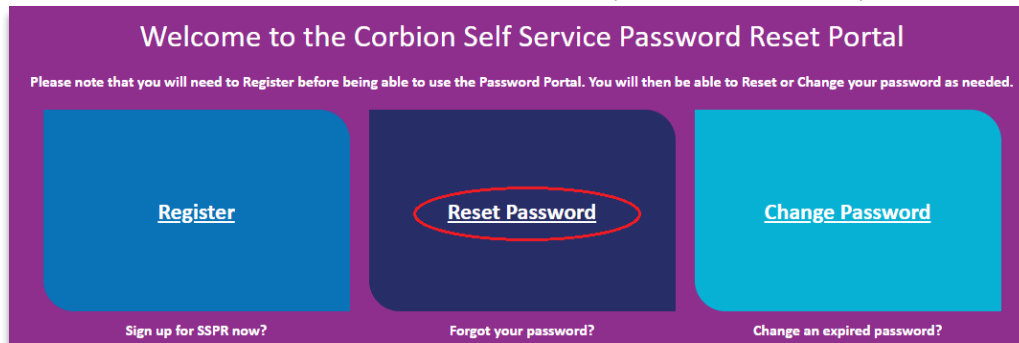 Welcome to the Corbion Self Service Password Reset Portal
Please note that you will need to Register before being able to use the Password Portal. You will then be able to Reset or Change your password as needed.
Register
Reset Password
Change Password
Sign up for SSPR now?
Forgot your password?
Change an expired password?